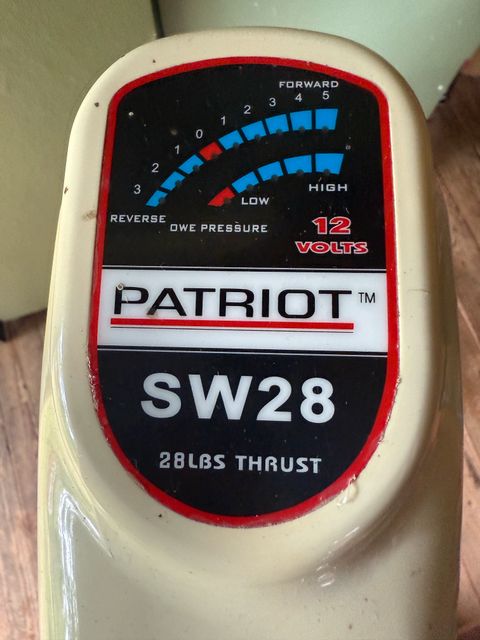 FORWARD
3 2 1 0 1 2 3 4 5
REVERSE
LOW HIGH
OWE PRESSURE
12
VOLTS
PATRIOT™
SW28
28LBS THRUST